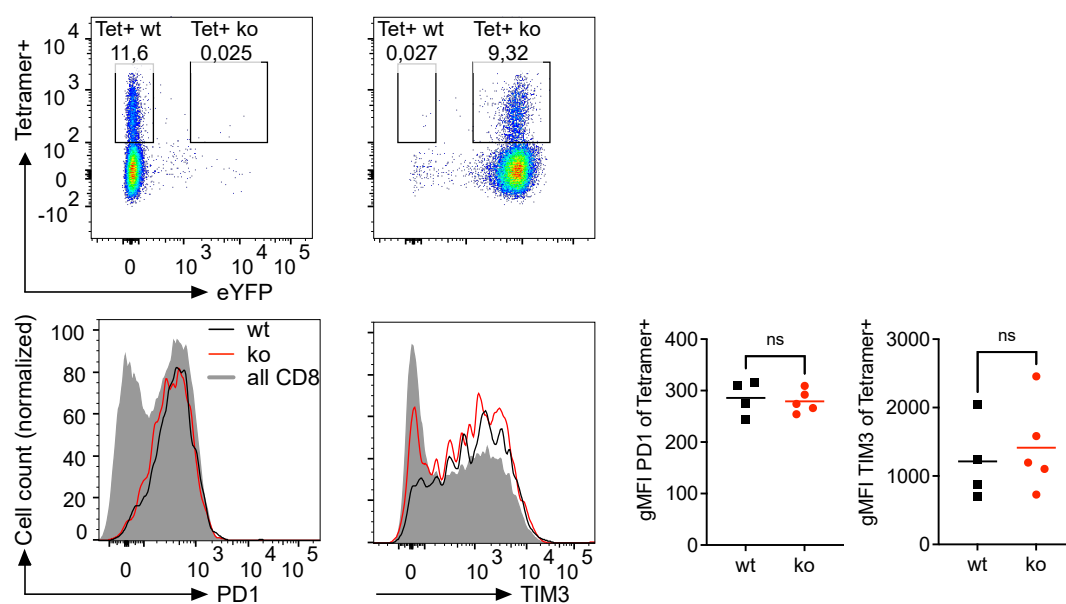 Tet+ wt
11,6
Tet+ ko
0,025
Tet+ wt
0,027
Tet+ ko
9,32
Tetramer+
10^4
10^3
10^2
0
-10^2
0 10^3 10^4 10^5
eYFP
Cell count (normalized)
100
80
60
40
20
0
wt
ko
all CD8
0 10^3 10^4 10^5
PD1
0 10^3 10^4 10^5
TIM3
gMFI PD1 of Tetramer+
400
300
200
100
0
ns
wt ko
gMFI TIM3 of Tetramer+
3000
2000
1000
0
ns
wt ko